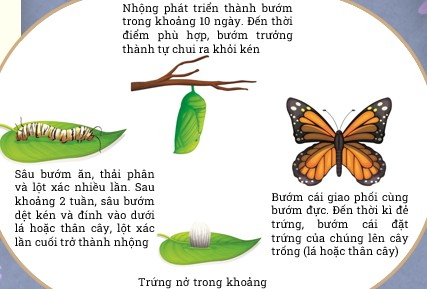 Nhộng phát triển thành bướm
trong khoảng 10 ngày. Đến thời
điểm phù hợp, bướm trưởng
thành tự chui ra khỏi kén
Sâu bướm ăn, thải phân
và lột xác nhiều lần. Sau
khoảng 2 tuần, sâu bướm
dệt kén và đính vào dưới
lá hoặc thân cây, lột xác
lần cuối trở thành nhộng
Bướm cái giao phối cùng
bướm đực. Đến thời kì đẻ
trứng, bướm cái đặt
trứng của chúng lên cây
trống (lá hoặc thân cây)
Trứng nở trong khoảng